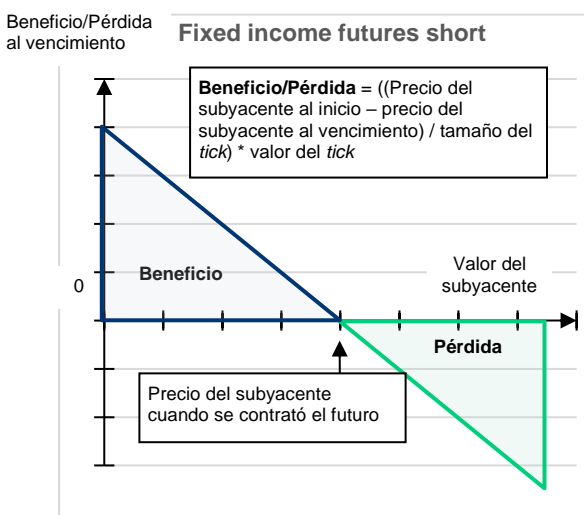 Beneficio/Pérdida
al vencimiento
Fixed income futures short
Beneficio/Pérdida = ((Precio del
subyacente al inicio – precio del
subyacente al vencimiento) / tamaño del
tick) * valor del tick
Beneficio
Valor del
subyacente
0
Pérdida
Precio del subyacente
cuando se contrató el futuro